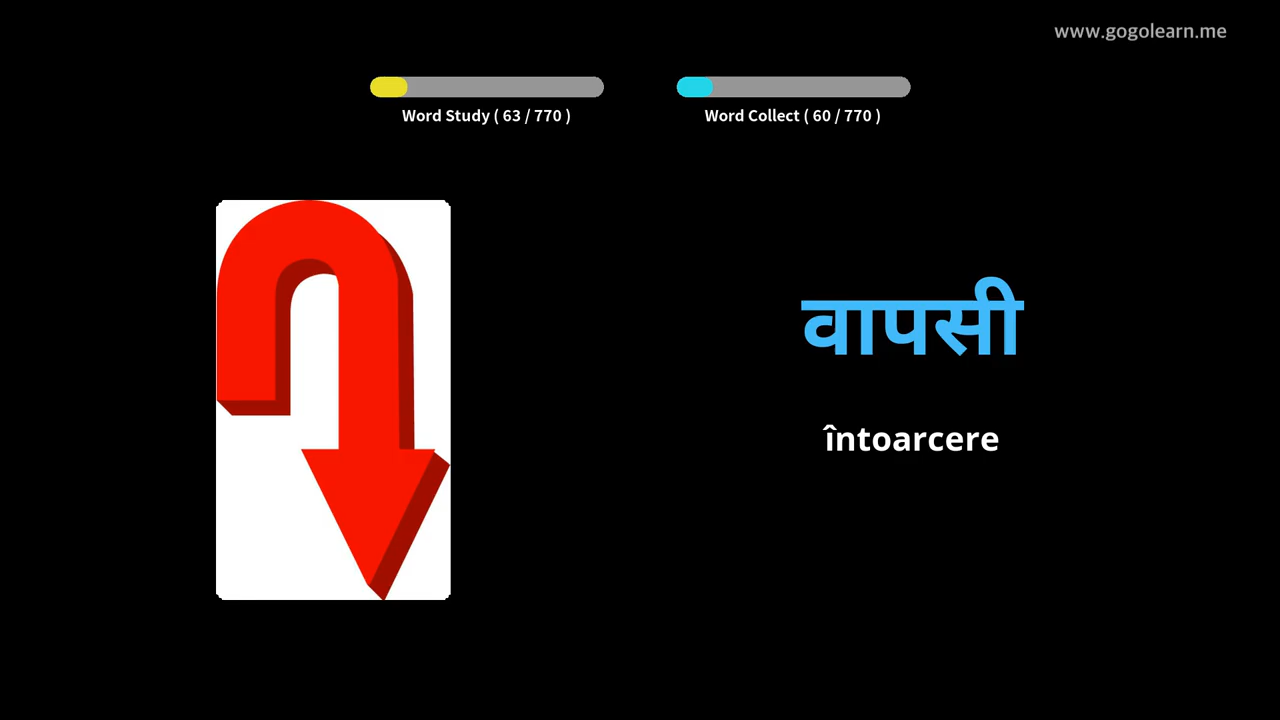 www.gogolearn.me
Word Study ( 63 / 770 )
Word Collect ( 60 / 770 )
वापसी
întoarcere